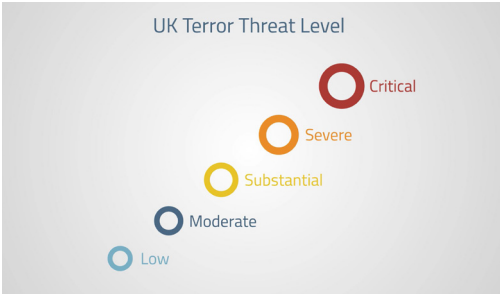 UK Terror Threat Level
Critical
Severe
Substantial
Moderate
Low